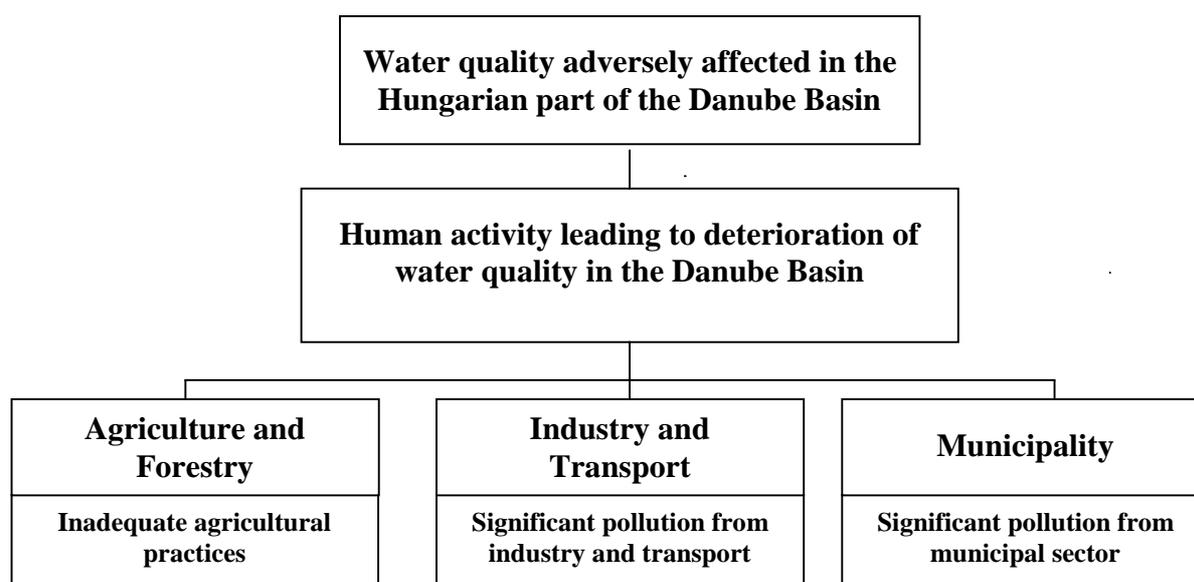 Water quality adversely affected in the
Hungarian part of the Danube Basin
Human activity leading to deterioration of
water quality in the Danube Basin
Agriculture and
Forestry
Inadequate agricultural
practices
Industry and
Transport
Significant pollution from
industry and transport
Municipality
Significant pollution from
municipal sector